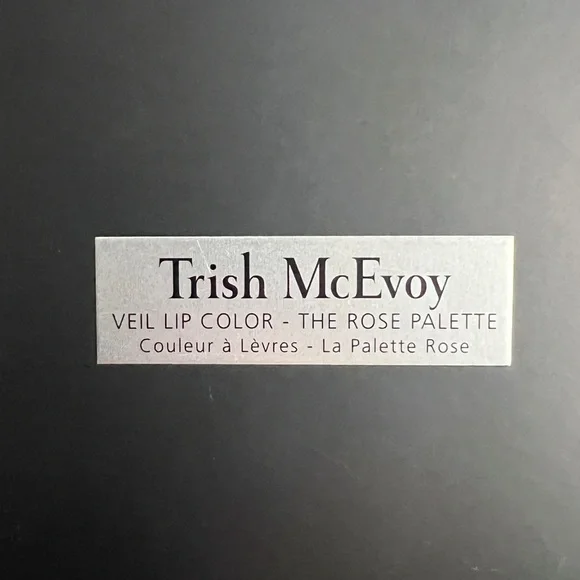 Trish McEvoy
VEIL LIP COLOR - THE ROSE PALETTE
Couleur à Lèvres - La Palette Rose